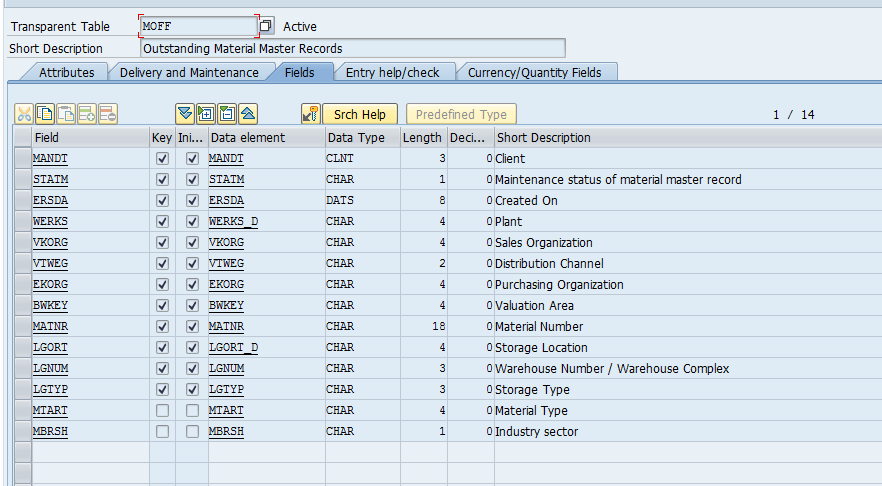 Transparent Table MOFF Active
Short Description Outstanding Material Master Records
Attributes Delivery and Maintenance Fields Entry help/check Currency/Quantity Fields
Srch Help Predefined Type 1 / 14
Field Key Ini... Data element Data Type Length Deci... Short Description
MANDT MANDT CLNT 3 0 Client
STATM STATM CHAR 1 0 Maintenance status of material master record
ERSDA ERSDA DATS 8 0 Created On
WERKS WERKS_D CHAR 4 0 Plant
VKORG VKORG CHAR 4 0 Sales Organization
VTWEG VTWEG CHAR 2 0 Distribution Channel
EKORG EKORG CHAR 4 0 Purchasing Organization
BWKEY BWKEY CHAR 4 0 Valuation Area
MATNR MATNR CHAR 18 0 Material Number
LGORT LGORT_D CHAR 4 0 Storage Location
LGNUM LGNUM CHAR 3 0 Warehouse Number / Warehouse Complex
LGTYP LGTYP CHAR 3 0 Storage Type
MTART MTART CHAR 4 0 Material Type
MBRSH MBRSH CHAR 1 0 Industry sector